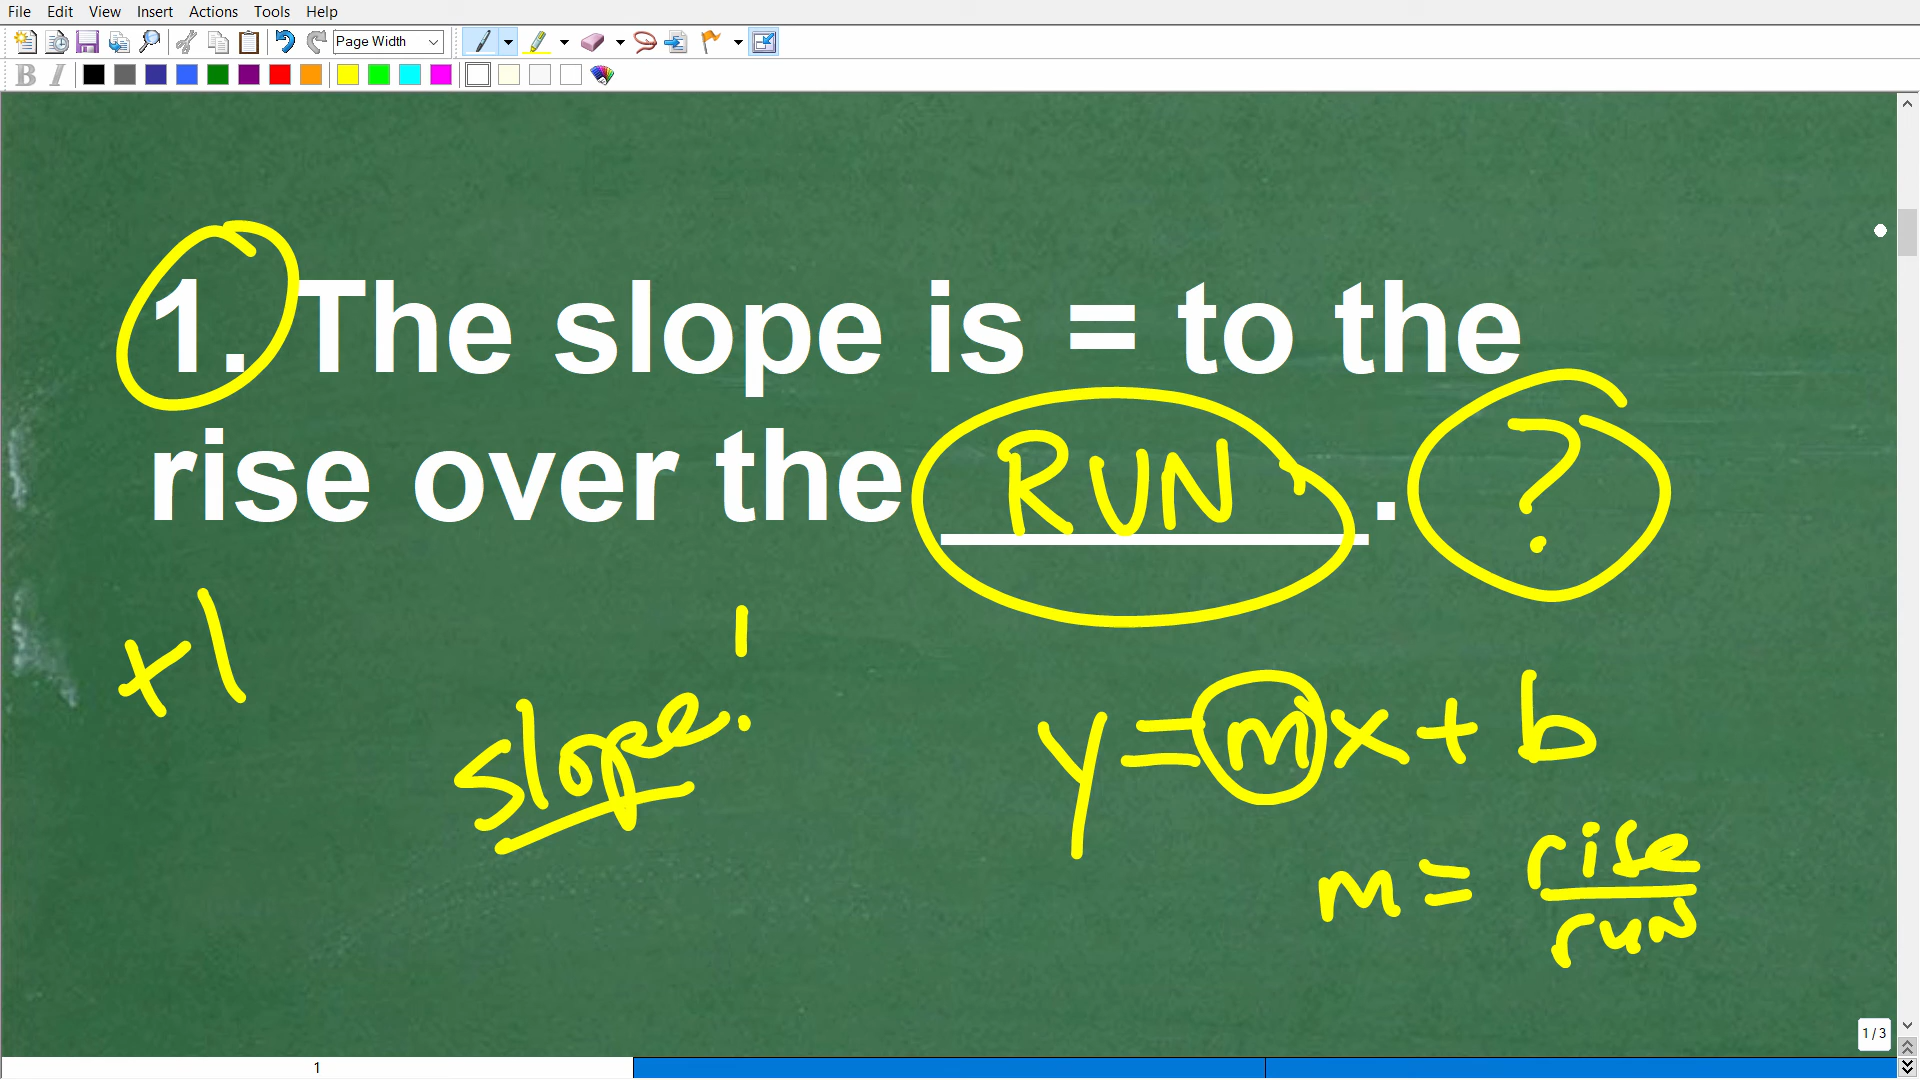 File Edit View Insert Actions Tools Help
Page Width
B I
1. The slope is = to the
rise over the RUN. ?
+1
slope!
y=mx+b
m = rise
run
1 / 3
1